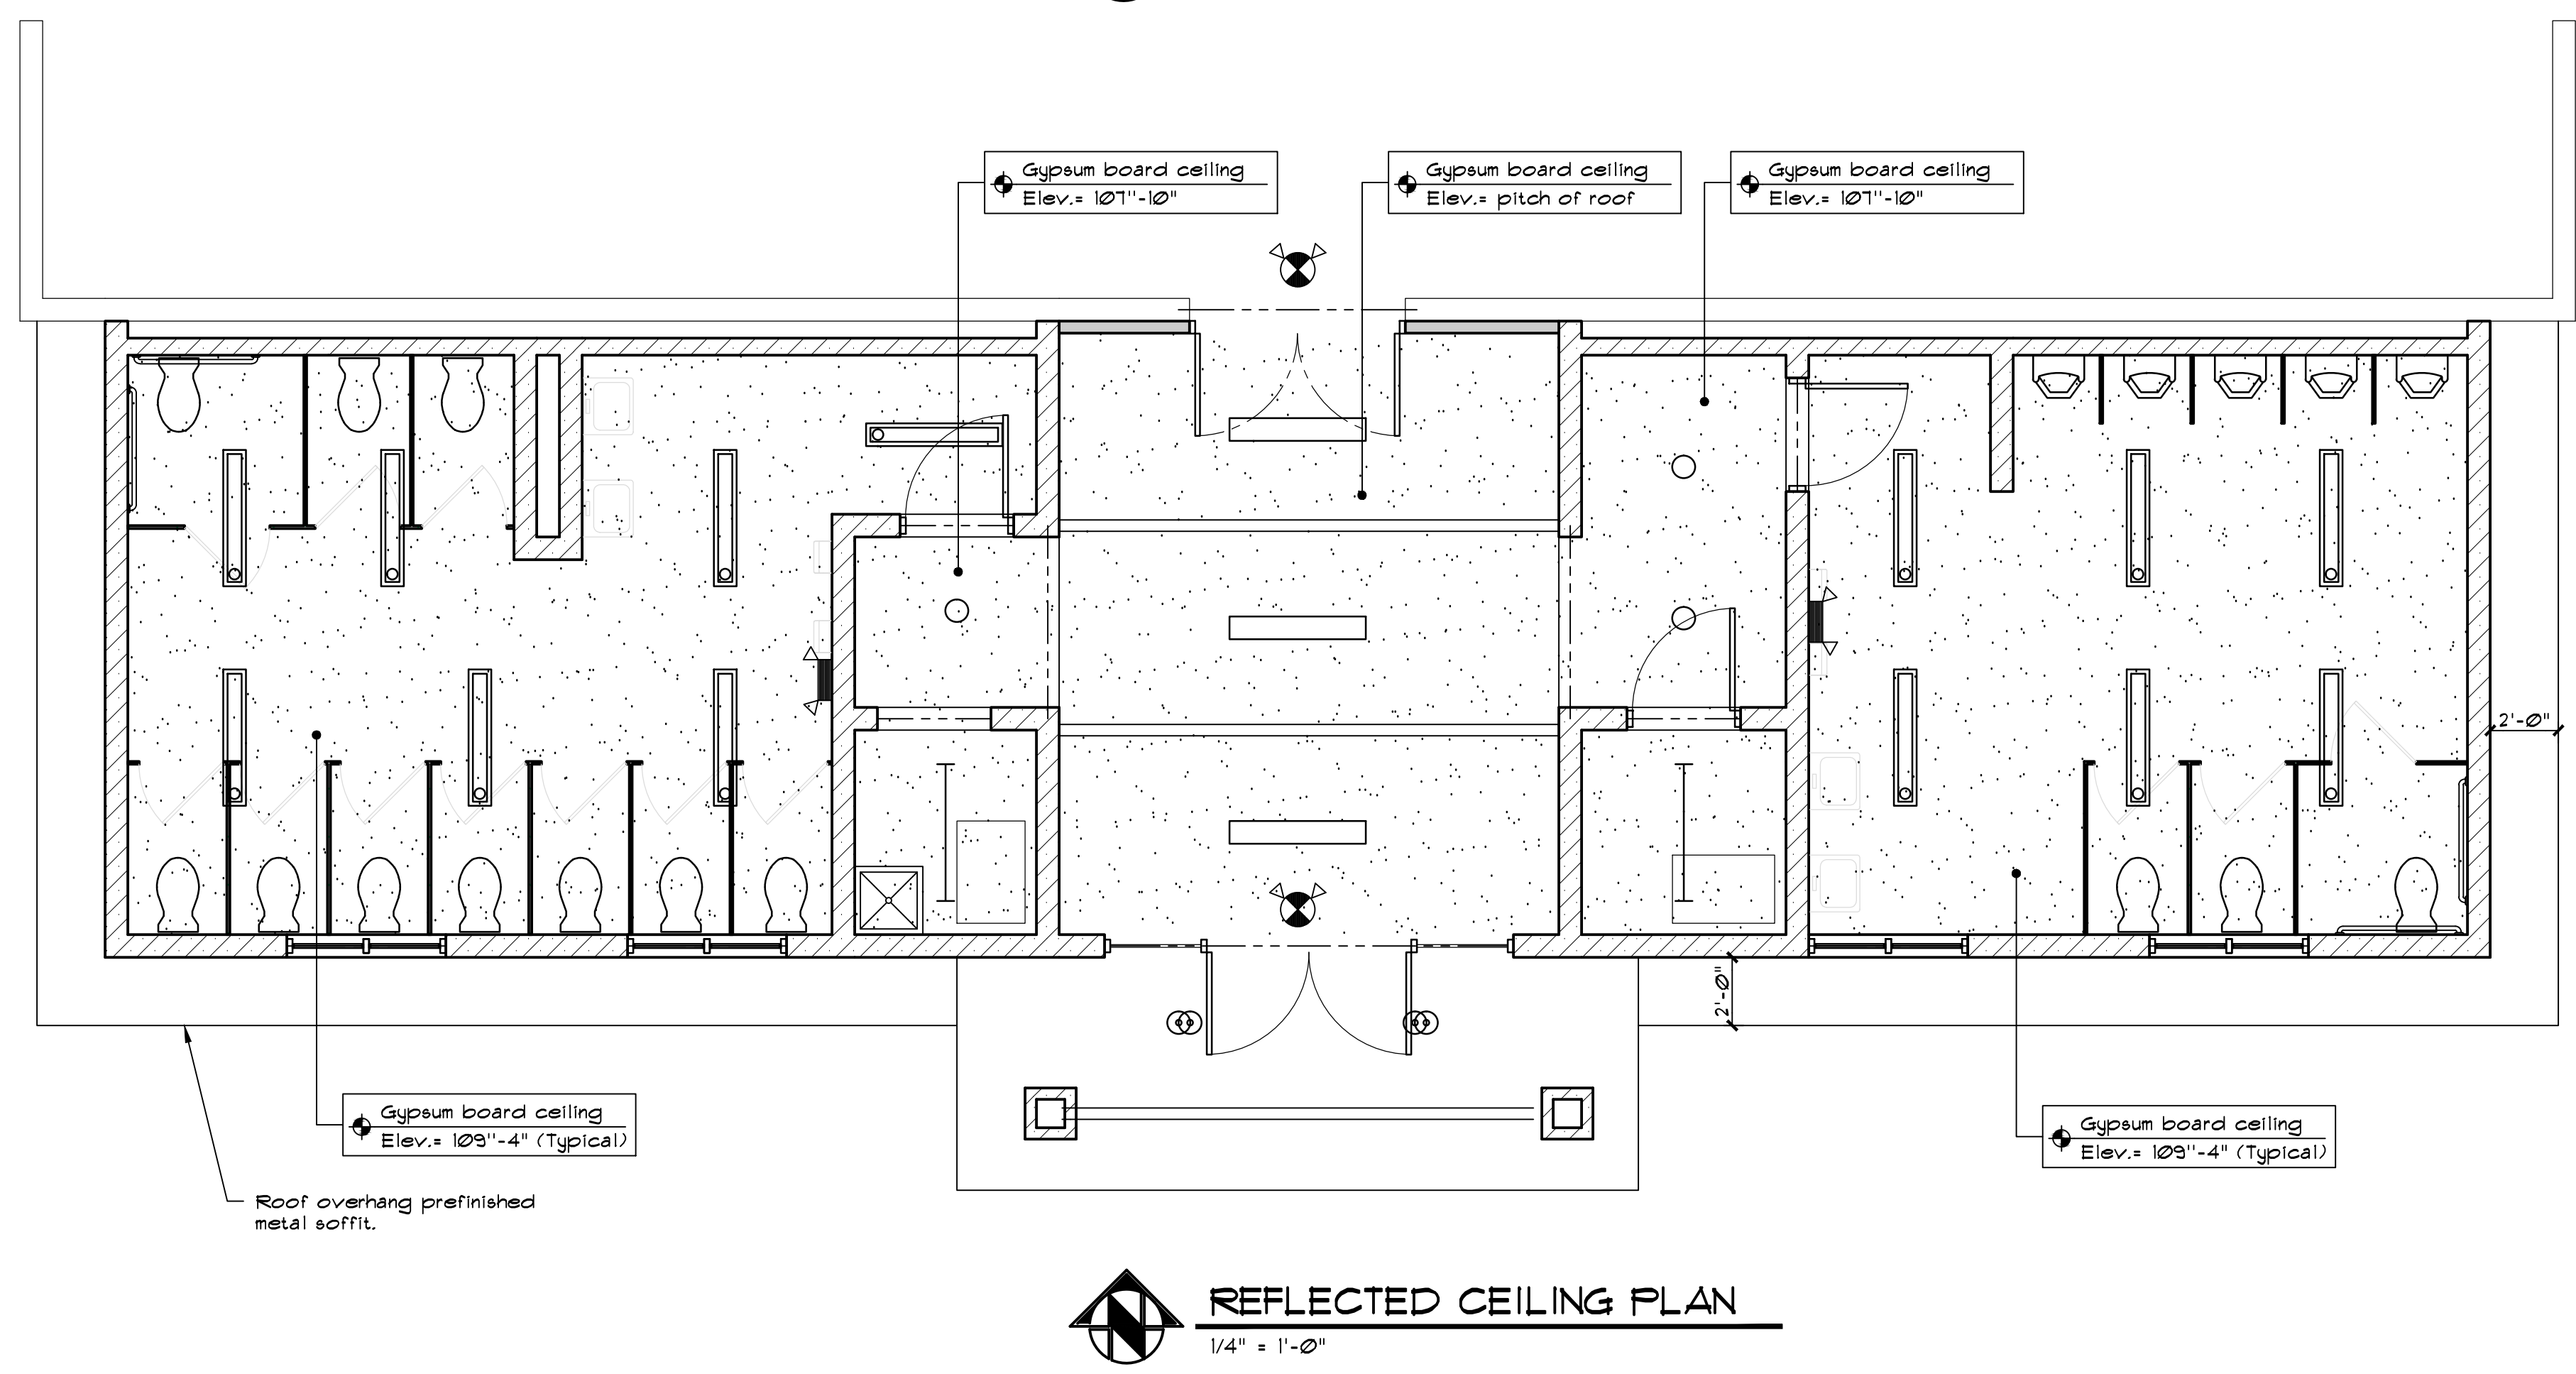 Gypsum board ceiling
Elev.= 107''-10"
Gypsum board ceiling
Elev.= pitch of roof
Gypsum board ceiling
Elev.= 107''-10"
2'-0"
2'-0"
Gypsum board ceiling
Elev.= 109''-4" (Typical)
Gypsum board ceiling
Elev.= 109''-4" (Typical)
Roof overhang prefinished
metal soffit.
N
REFLECTED CEILING PLAN
1/4" = 1'-0"